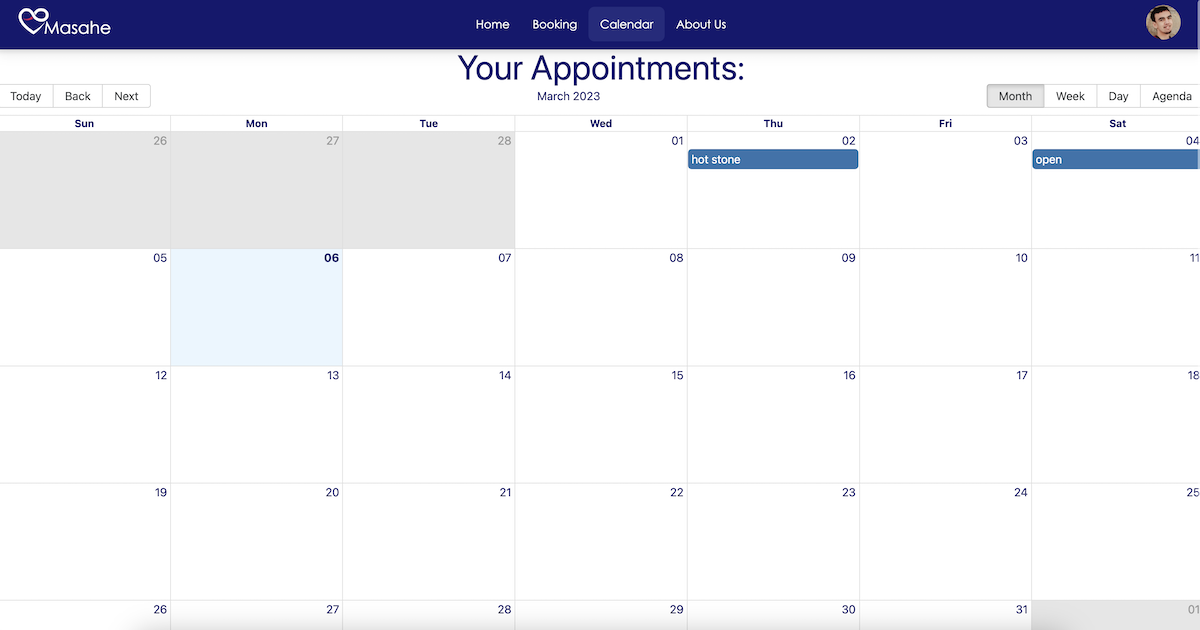 Masahe
Home Booking Calendar About Us
Your Appointments:
Today Back Next
March 2023
Month Week Day Agenda
Sun Mon Tue Wed Thu Fri Sat
26 27 28 01 02 03 04
hot stone open
05 06 07 08 09 10 11
12 13 14 15 16 17 18
19 20 21 22 23 24 25
26 27 28 29 30 31 01